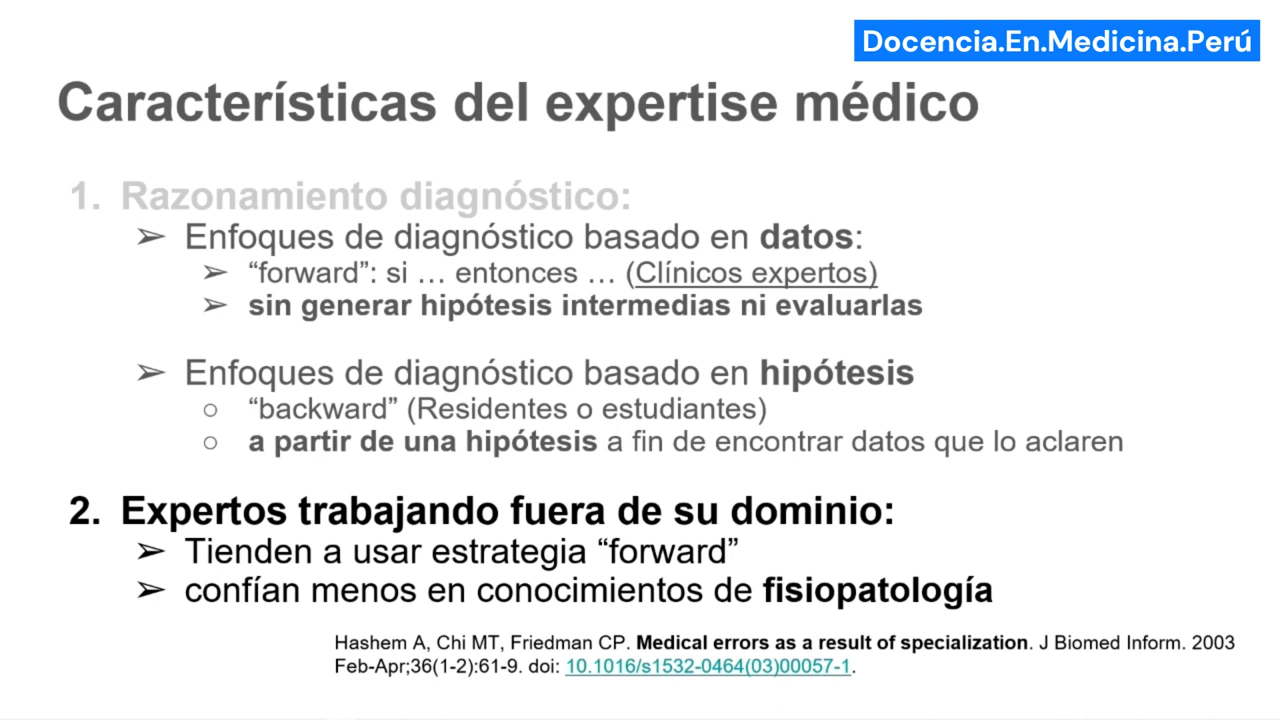 Docencia.En.Medicina.Perú
Características del expertise médico
1. Razonamiento diagnóstico:
➢ Enfoques de diagnóstico basado en datos:
➢ “forward”: si … entonces … (Clínicos expertos)
➢ sin generar hipótesis intermedias ni evaluarlas
➢ Enfoques de diagnóstico basado en hipótesis
○ “backward” (Residentes o estudiantes)
○ a partir de una hipótesis a fin de encontrar datos que lo aclaren
2. Expertos trabajando fuera de su dominio:
➢ Tienden a usar estrategia “forward”
➢ confían menos en conocimientos de fisiopatología
Hashem A, Chi MT, Friedman CP. Medical errors as a result of specialization. J Biomed Inform. 2003
Feb-Apr;36(1-2):61-9. doi: 10.1016/s1532-0464(03)00057-1.